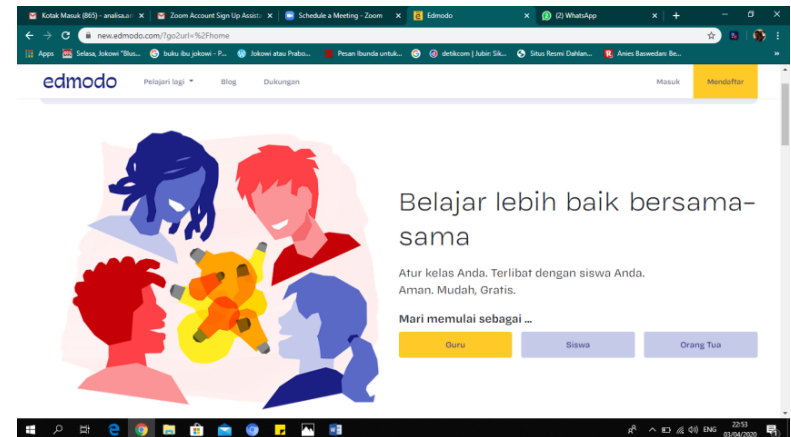 Kotak Masuk (865) - analisa.ari
Zoom Account Sign Up Assista
Schedule a Meeting - Zoom
Edmodo
(2) WhatsApp
new.edmodo.com/?go2url=%2Fhome
Apps
Selasa, Jokowi "Blus...
buku ibu jokowi - P...
Jokowi atau Prabo...
Pesan Ibunda untuk...
detikcom | Jubir: Sik...
Situs Resmi Dahlan...
Anies Baswedan: Be...
edmodo
Pelajari lagi
Blog
Dukungan
Masuk
Mendaftar
Belajar lebih baik bersama-
sama
Atur kelas Anda. Terlibat dengan siswa Anda.
Aman. Mudah, Gratis.
Mari memulai sebagai ...
Guru
Siswa
Orang Tua
ENG
22:53
03/04/2020